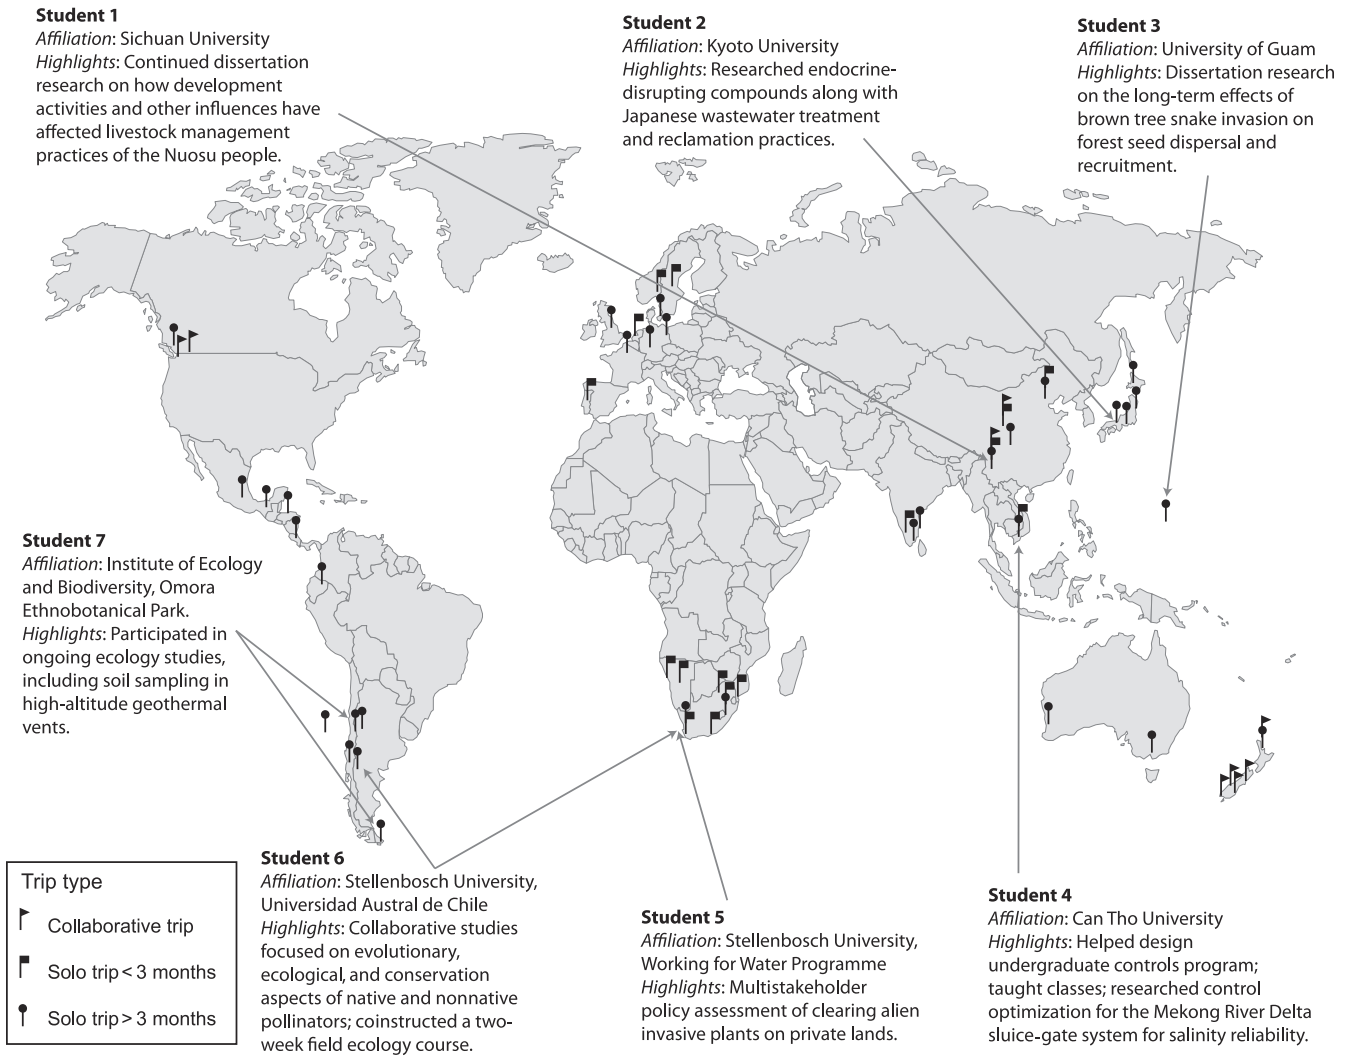 Student 1
Affiliation: Sichuan University
Highlights: Continued dissertation
research on how development
activities and other influences have
affected livestock management
practices of the Nuosu people.
Student 2
Affiliation: Kyoto University
Highlights: Researched endocrine-
disrupting compounds along with
Japanese wastewater treatment
and reclamation practices.
Student 3
Affiliation: University of Guam
Highlights: Dissertation research
on the long-term effects of
brown tree snake invasion on
forest seed dispersal and
recruitment.
Student 7
Affiliation: Institute of Ecology
and Biodiversity, Omora
Ethnobotanical Park.
Highlights: Participated in
ongoing ecology studies,
including soil sampling in
high-altitude geothermal
vents.
Trip type
Collaborative trip
Solo trip < 3 months
Solo trip > 3 months
Student 6
Affiliation: Stellenbosch University,
Universidad Austral de Chile
Highlights: Collaborative studies
focused on evolutionary,
ecological, and conservation
aspects of native and nonnative
pollinators; coinstructed a two-
week field ecology course.
Student 5
Affiliation: Stellenbosch University,
Working for Water Programme
Highlights: Multistakeholder
policy assessment of clearing alien
invasive plants on private lands.
Student 4
Affiliation: Can Tho University
Highlights: Helped design
undergraduate controls program;
taught classes; researched control
optimization for the Mekong River Delta
sluice-gate system for salinity reliability.